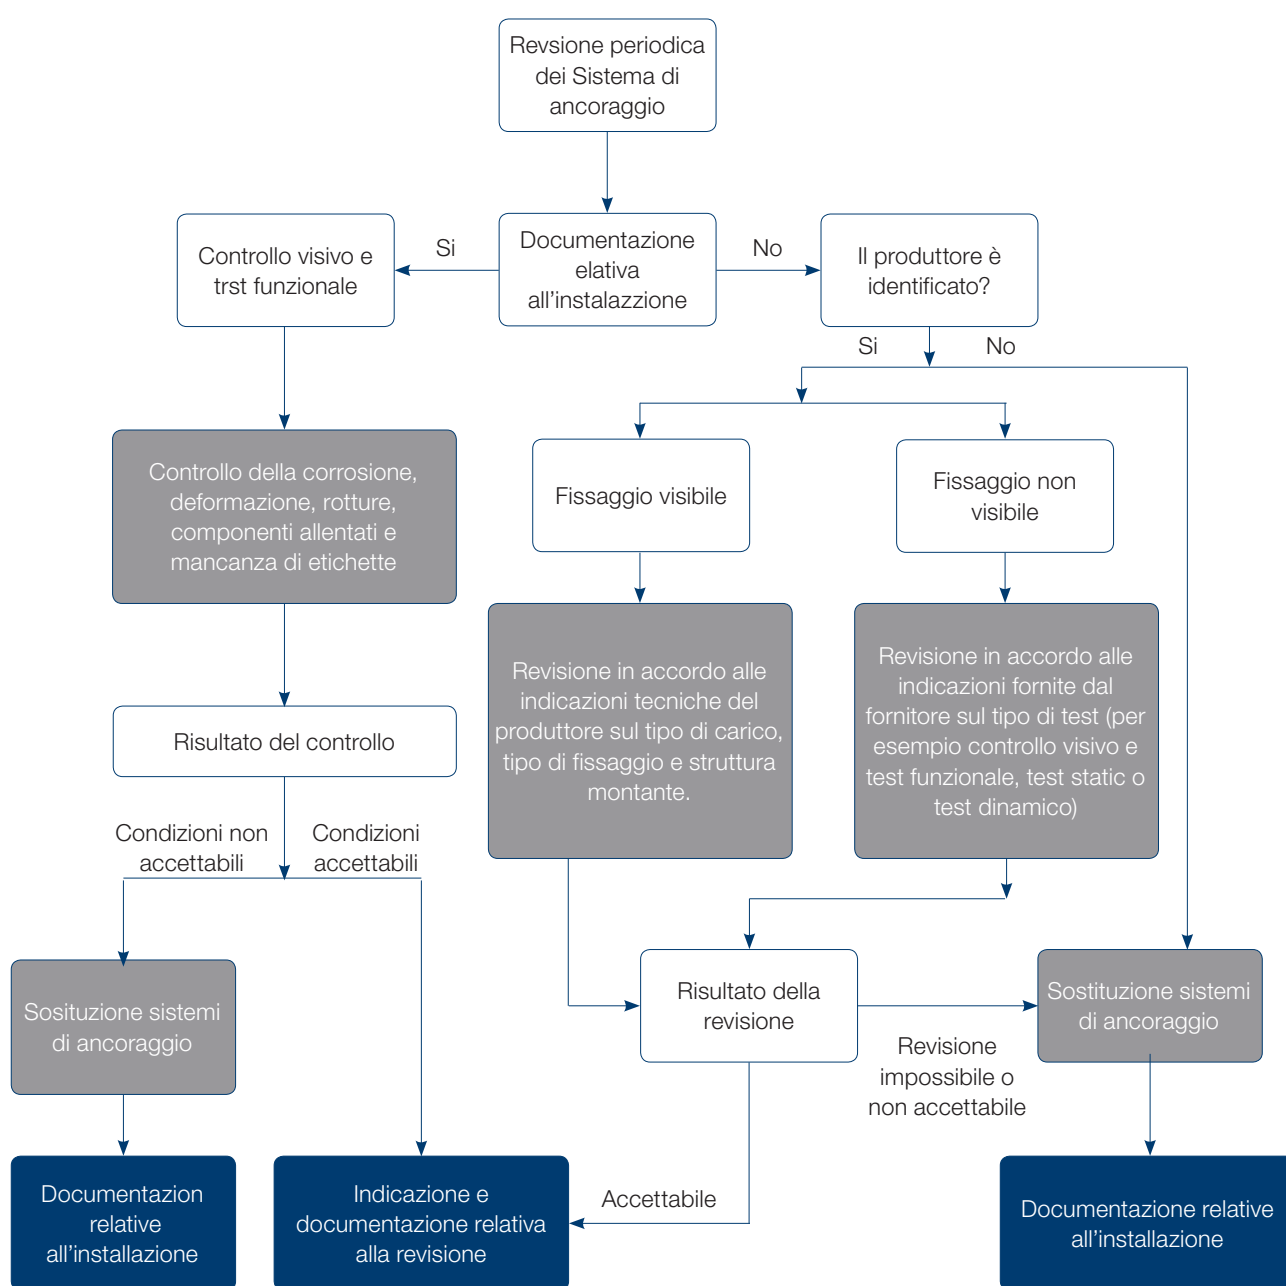 Revsione periodica
dei Sistema di
ancoraggio
Controllo visivo e
trst funzionale
Si
Documentazione
elativa
all'instalazzione
No
Il produttore è
identificato?
Si
No
Controllo della corrosione,
deformazione, rotture,
componenti allentati e
mancanza di etichette
Fissaggio visibile
Fissaggio non
visibile
Revisione in accordo alle
indicazioni tecniche del
produttore sul tipo di carico,
tipo di fissaggio e struttura
montante.
Revisione in accordo alle
indicazioni fornite dal
fornitore sul tipo di test (per
esempio controllo visivo e
test funzionale, test static o
test dinamico)
Risultato del controllo
Condizioni non
accettabili
Condizioni
accettabili
Sosituzione sistemi
di ancoraggio
Risultato della
revisione
Sostituzione sistemi
di ancoraggio
Revisione
impossibile o
non accettabile
Documentazion
relative
all'installazione
Indicazione e
documentazione relativa
alla revisione
Accettabile
Documentazione relative
all'installazione